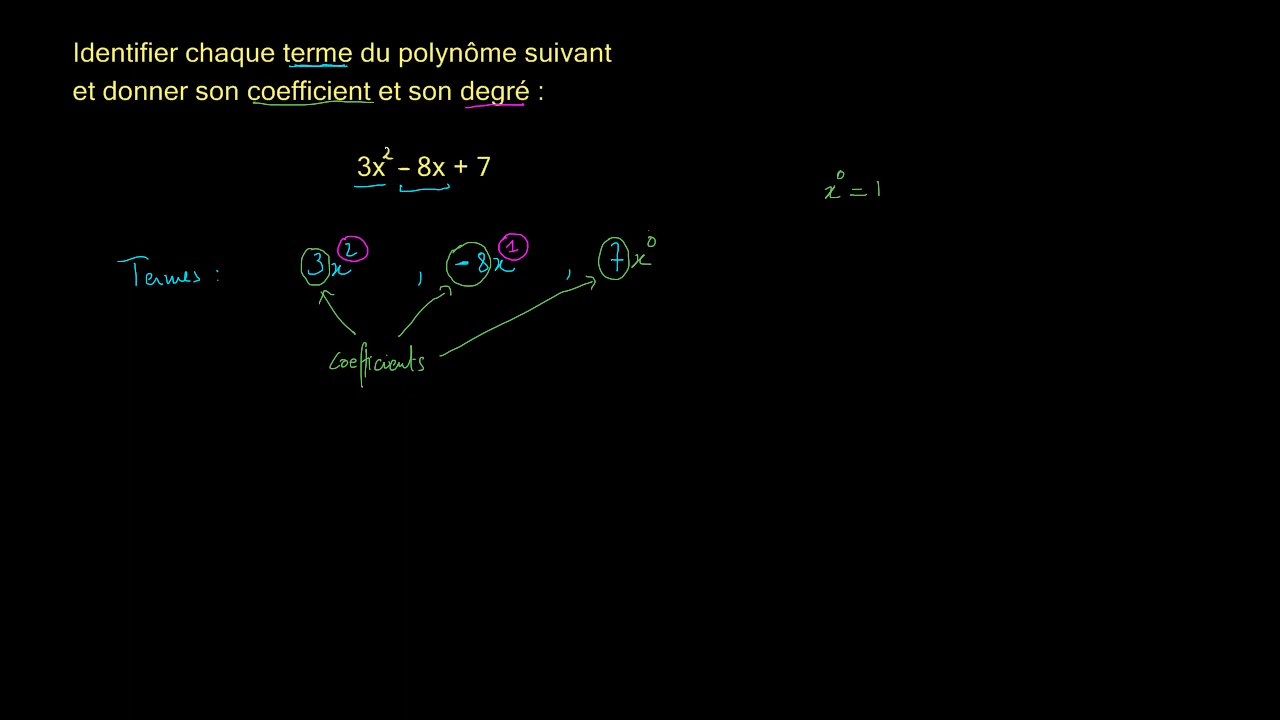 Identifier chaque terme du polynôme suivant
et donner son coefficient et son degré :
3x² - 8x + 7
x⁰ = 1
Termes : 3x² , -8x¹ , 7x⁰
coefficients